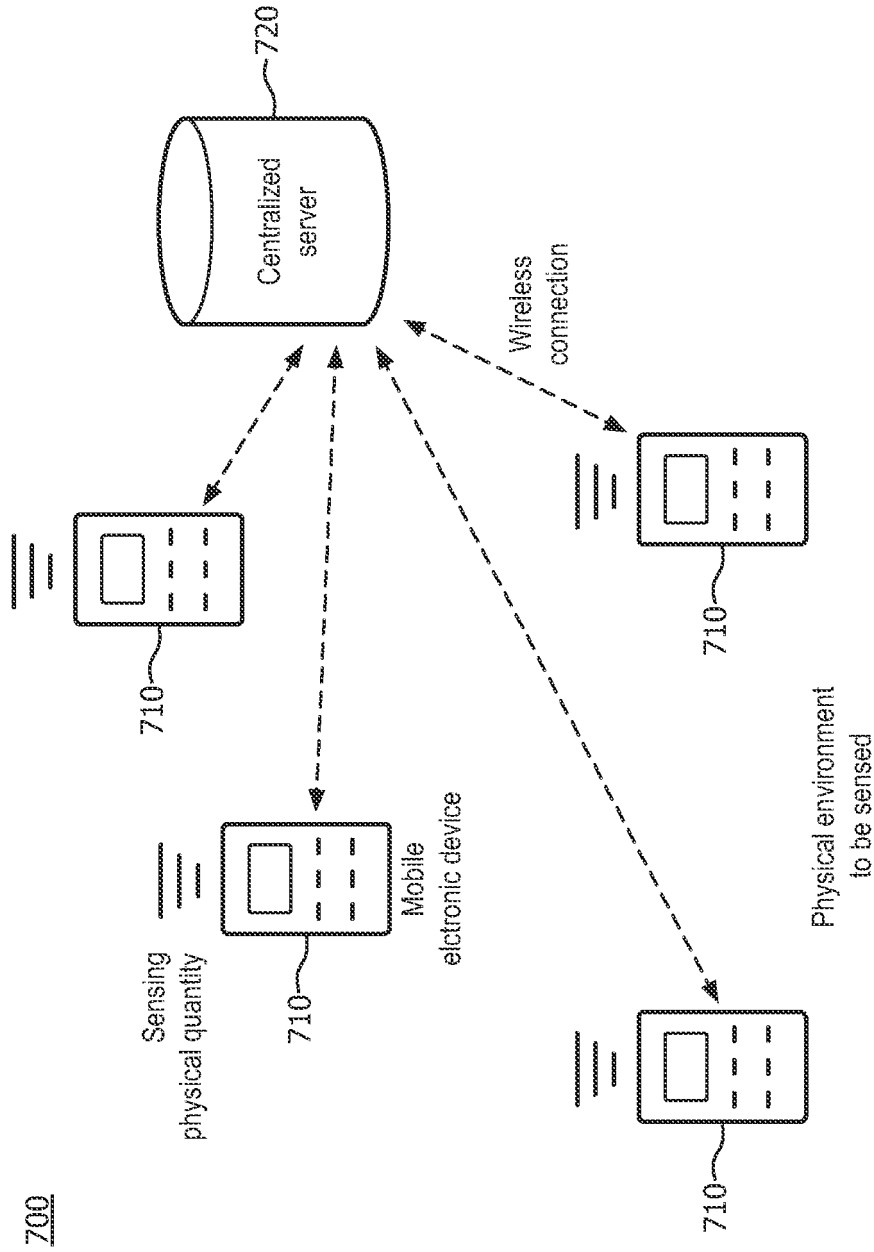 700
Sensing
physical quantity
710
Centralized
server
720
710
Mobile
elctronic device
Wireless
connection
710
710
Physical environment
to be sensed